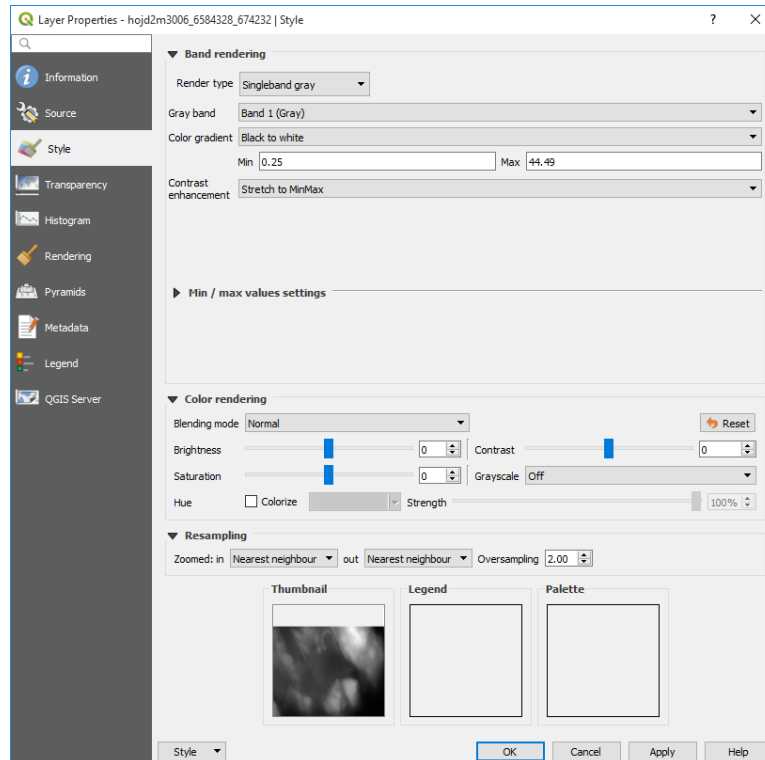 Layer Properties - hojd2m3006_6584328_674232 | Style ? X
Information
Source
Style
Transparency
Histogram
Rendering
Pyramids
Metadata
Legend
QGIS Server
Band rendering
Render type Singleband gray
Gray band Band 1 (Gray)
Color gradient Black to white
Min 0.25 Max 44.49
Contrast
enhancement Stretch to MinMax
Min / max values settings
Color rendering
Blending mode Normal Reset
Brightness 0 Contrast 0
Saturation 0 Grayscale Off
Hue Colorize Strength 100%
Resampling
Zoomed: in Nearest neighbour out Nearest neighbour Oversampling 2.00
Thumbnail Legend Palette
Style OK Cancel Apply Help